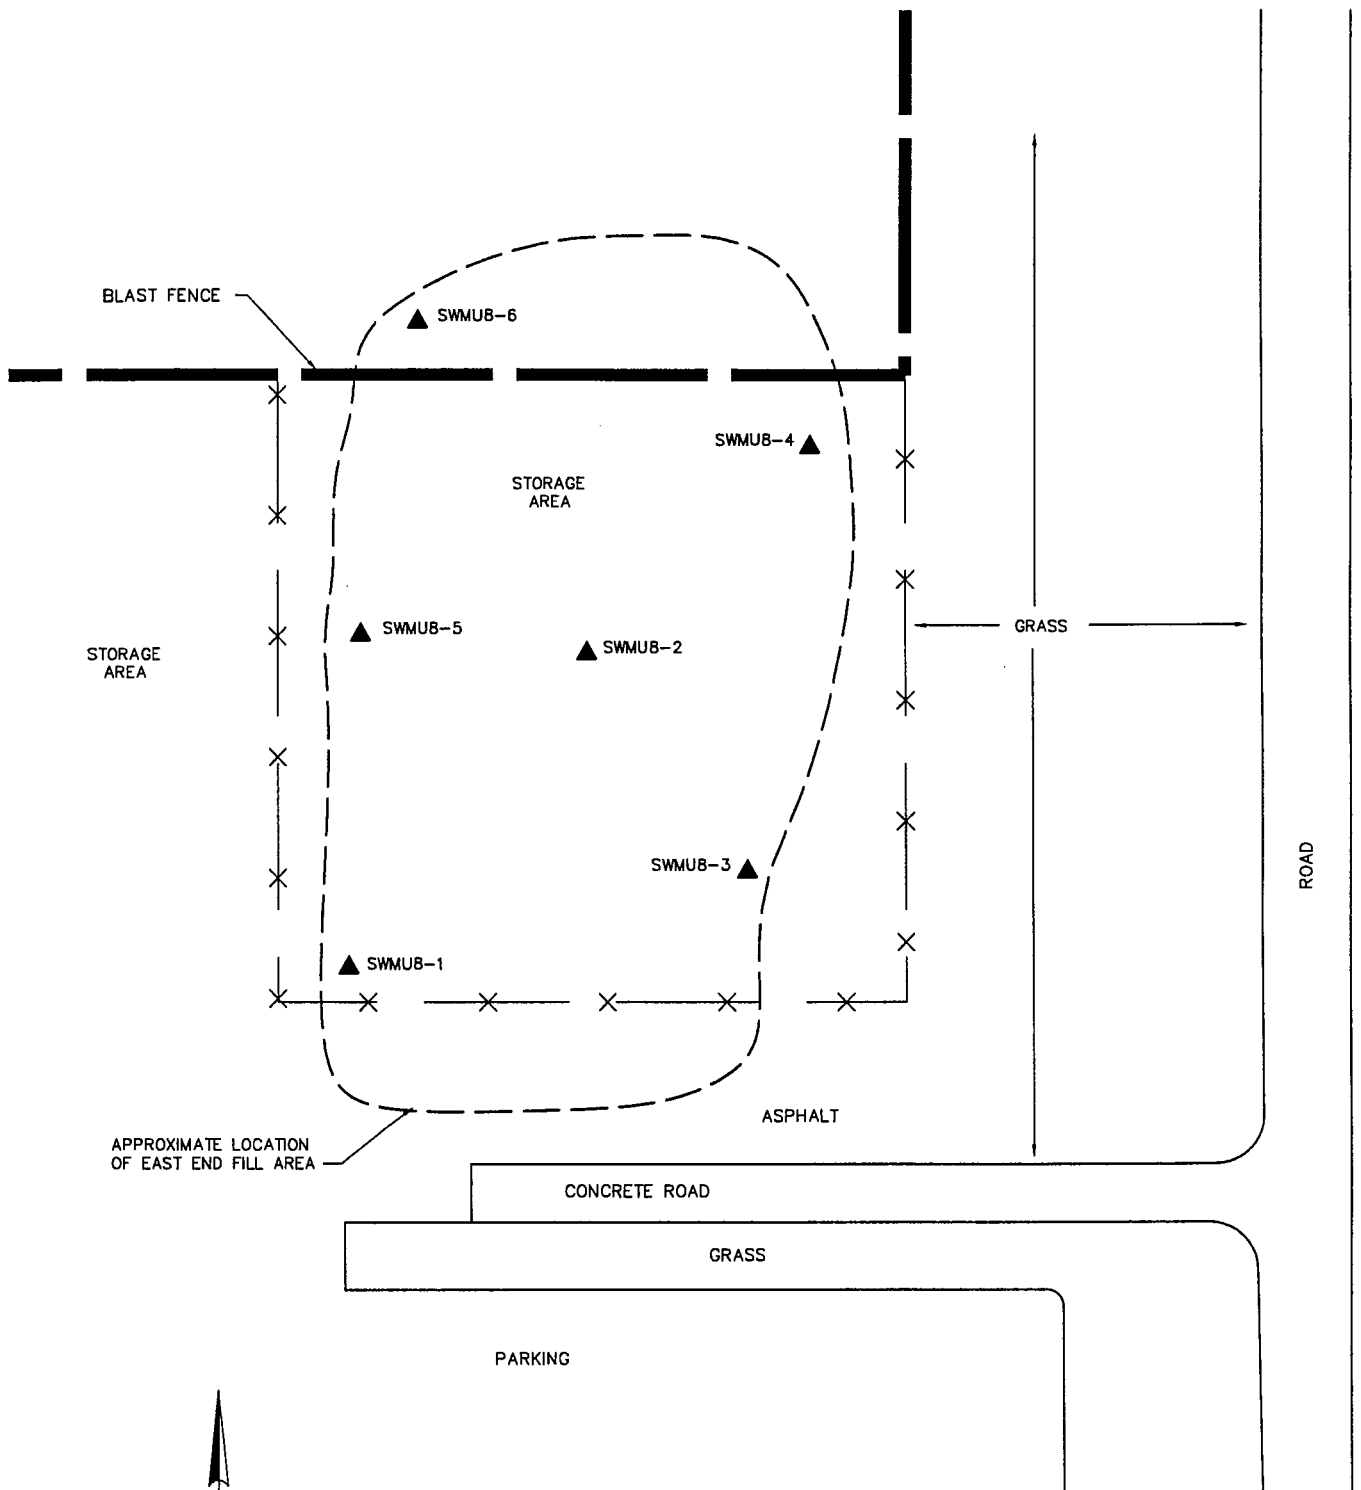 BLAST FENCE
SWMU8-6
SWMU8-4
STORAGE
AREA
SWMU8-5
SWMU8-2
GRASS
STORAGE
AREA
SWMU8-3
ROAD
SWMU8-1
ASPHALT
APPROXIMATE LOCATION
OF EAST END FILL AREA
CONCRETE ROAD
GRASS
PARKING